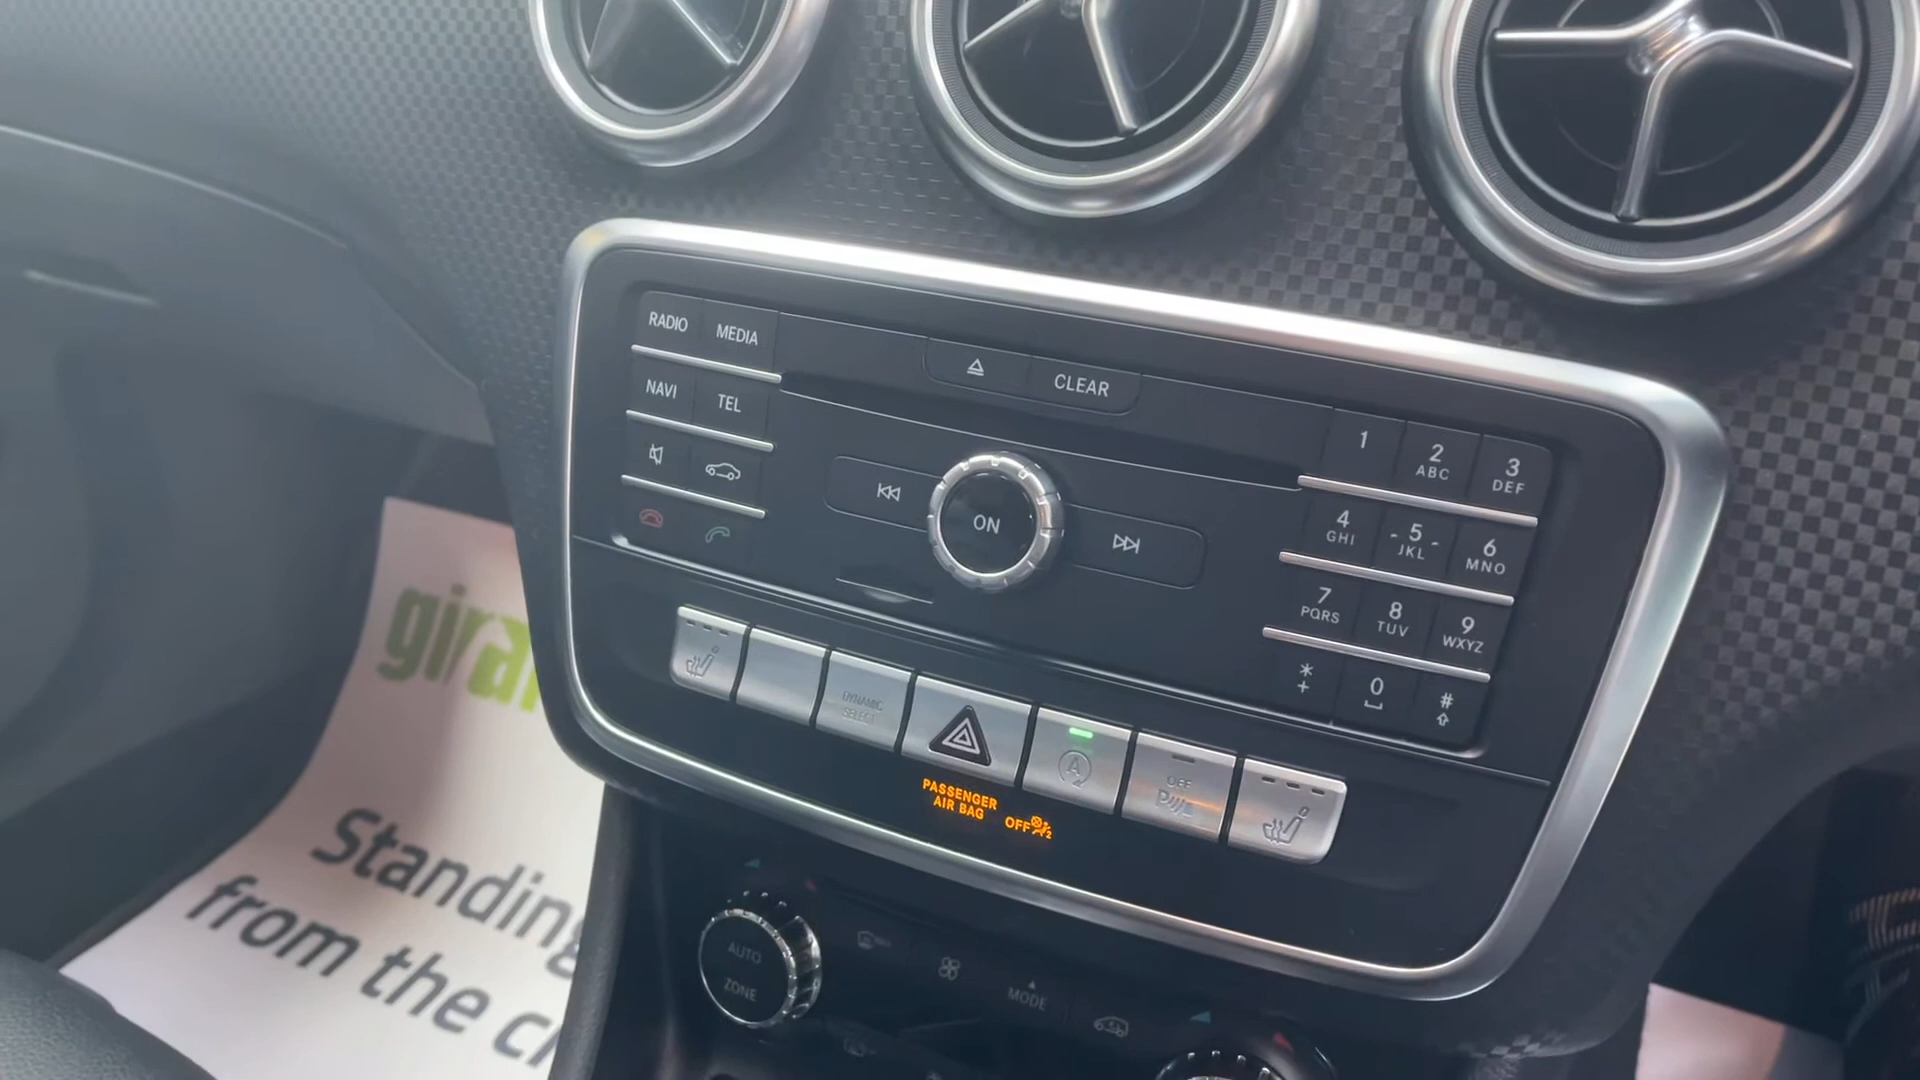 RADIO MEDIA
CLEAR
NAVI TEL
1 2 3
ABC DEF
ON
4 - 5 - 6
GHI JKL MNO
7 8 9
PQRS TUV WXYZ
* 0 #
+
DYNAMIC
SELECT
A
OFF
P
PASSENGER
AIR BAG OFF 2
AUTO
ZONE
MODE
Standing
from the